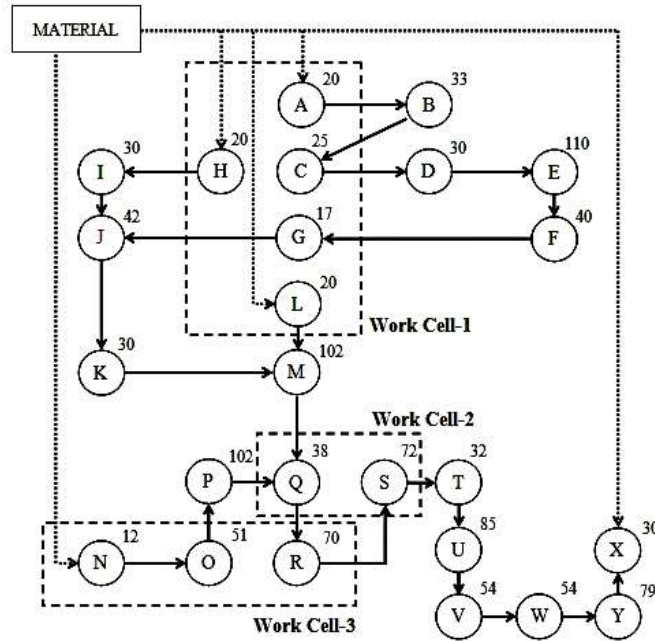 MATERIAL
20
A
33
B
20
H
30
I
25
C
30
D
110
E
42
J
17
G
40
F
20
L
Work Cell-1
30
K
102
M
Work Cell-2
102
P
38
Q
72
S
32
T
12
N
51
O
70
R
85
U
30
X
Work Cell-3
54
V
54
W
79
Y